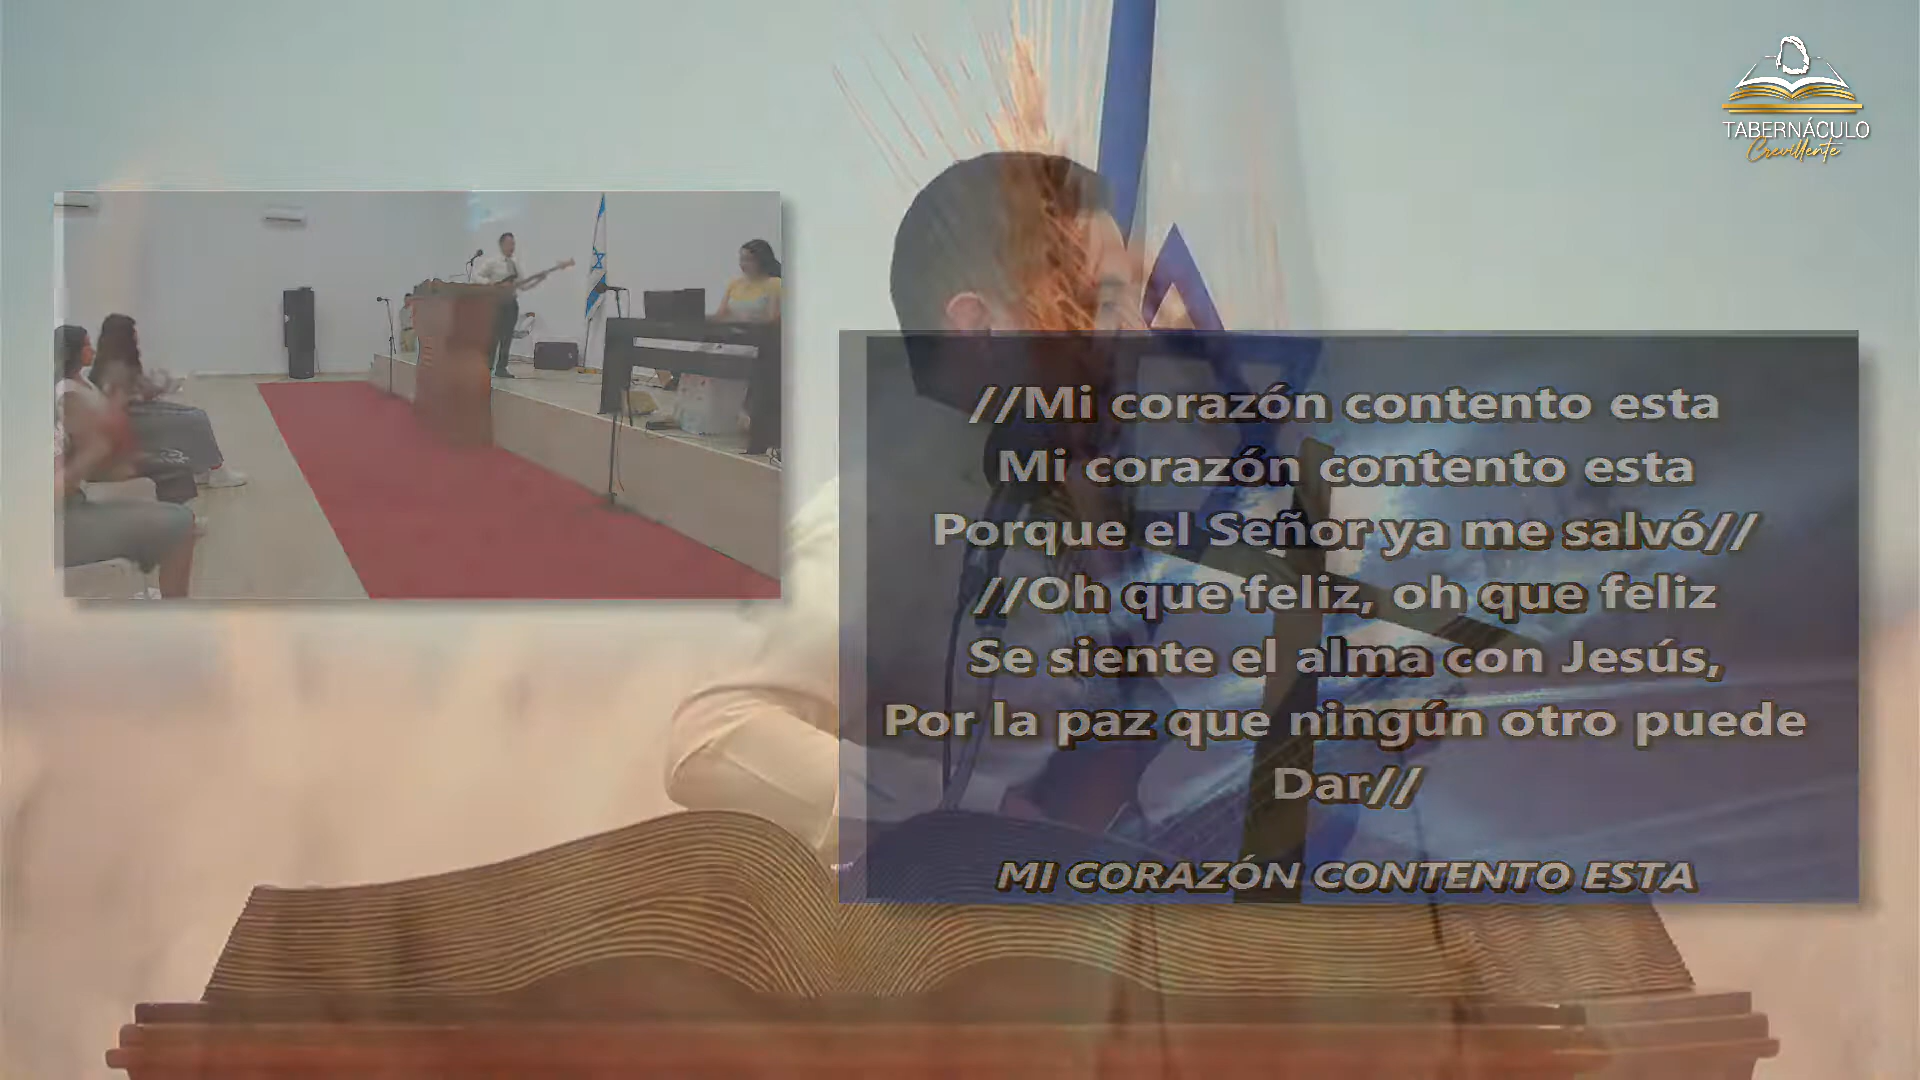 TABERNÁCULO
Crevillente
//Mi corazón contento esta
Mi corazón contento esta
Porque el Señor ya me salvó//
//Oh que feliz, oh que feliz
Se siente el alma con Jesús,
Por la paz que ningún otro puede
Dar//
MI CORAZÓN CONTENTO ESTA